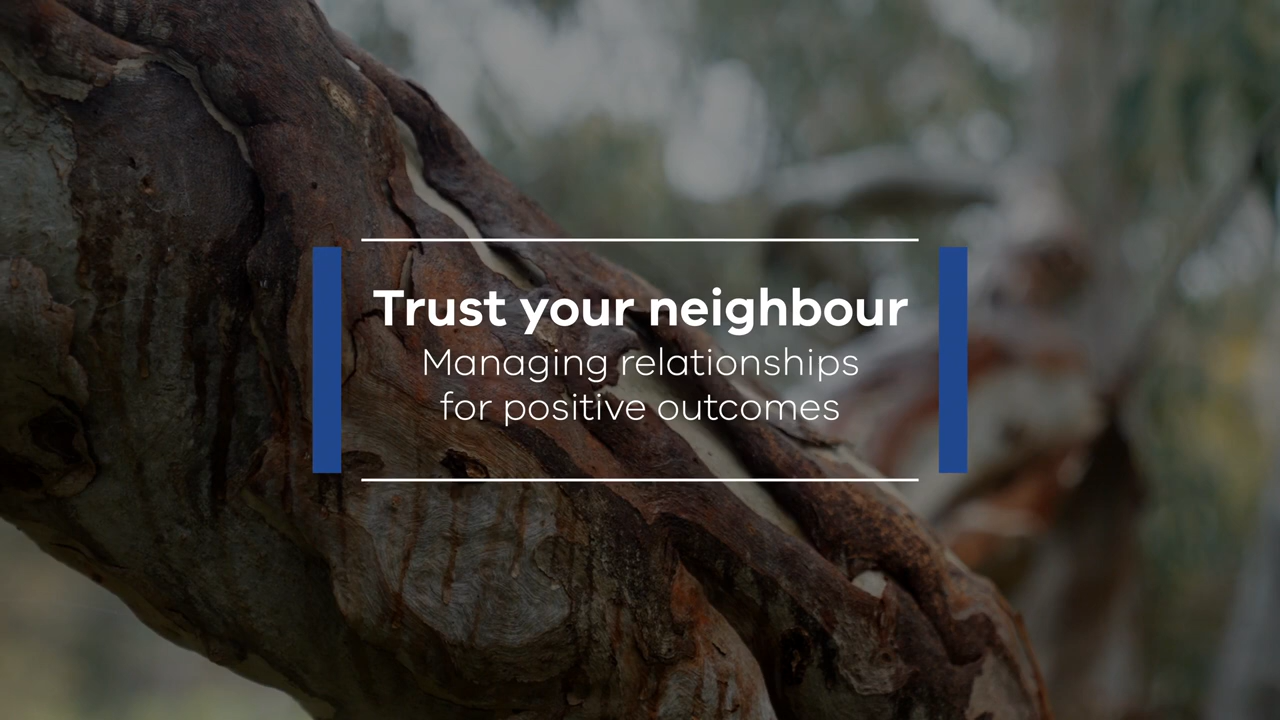 Trust your neighbour
Managing relationships
for positive outcomes